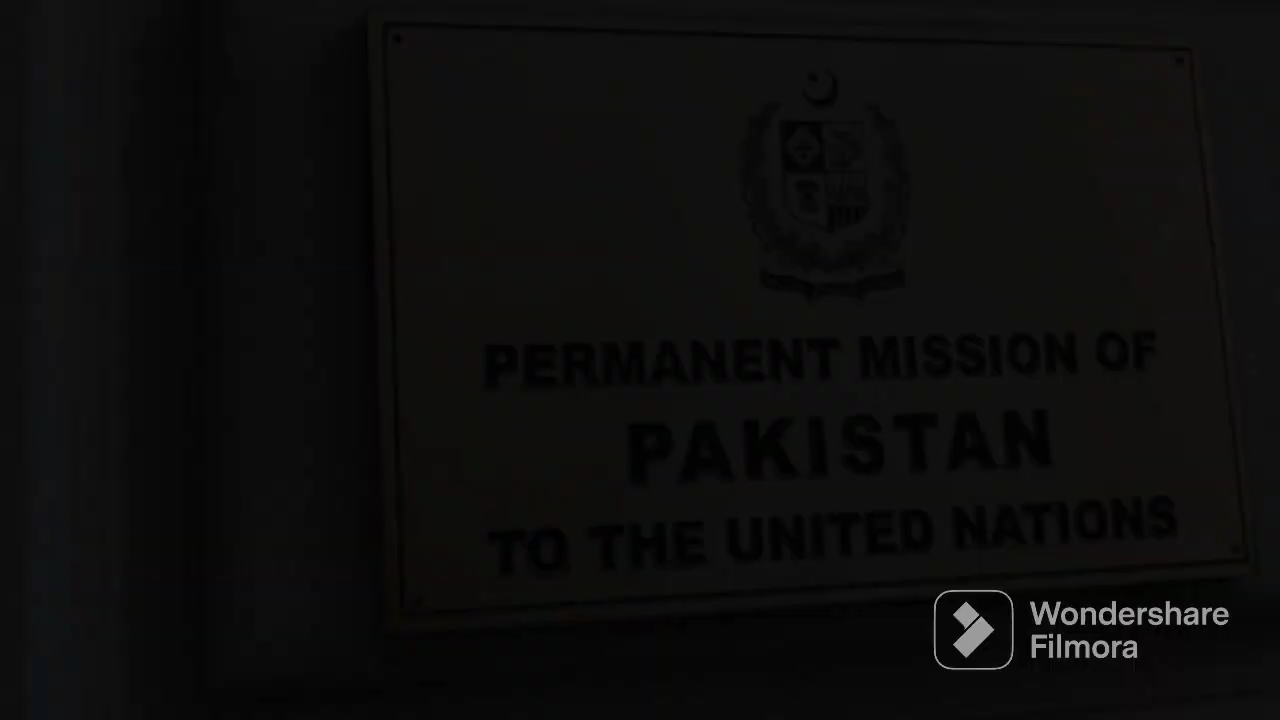 PERMANENT MISSION OF
PAKISTAN
TO THE UNITED NATIONS
Wondershare
Filmora